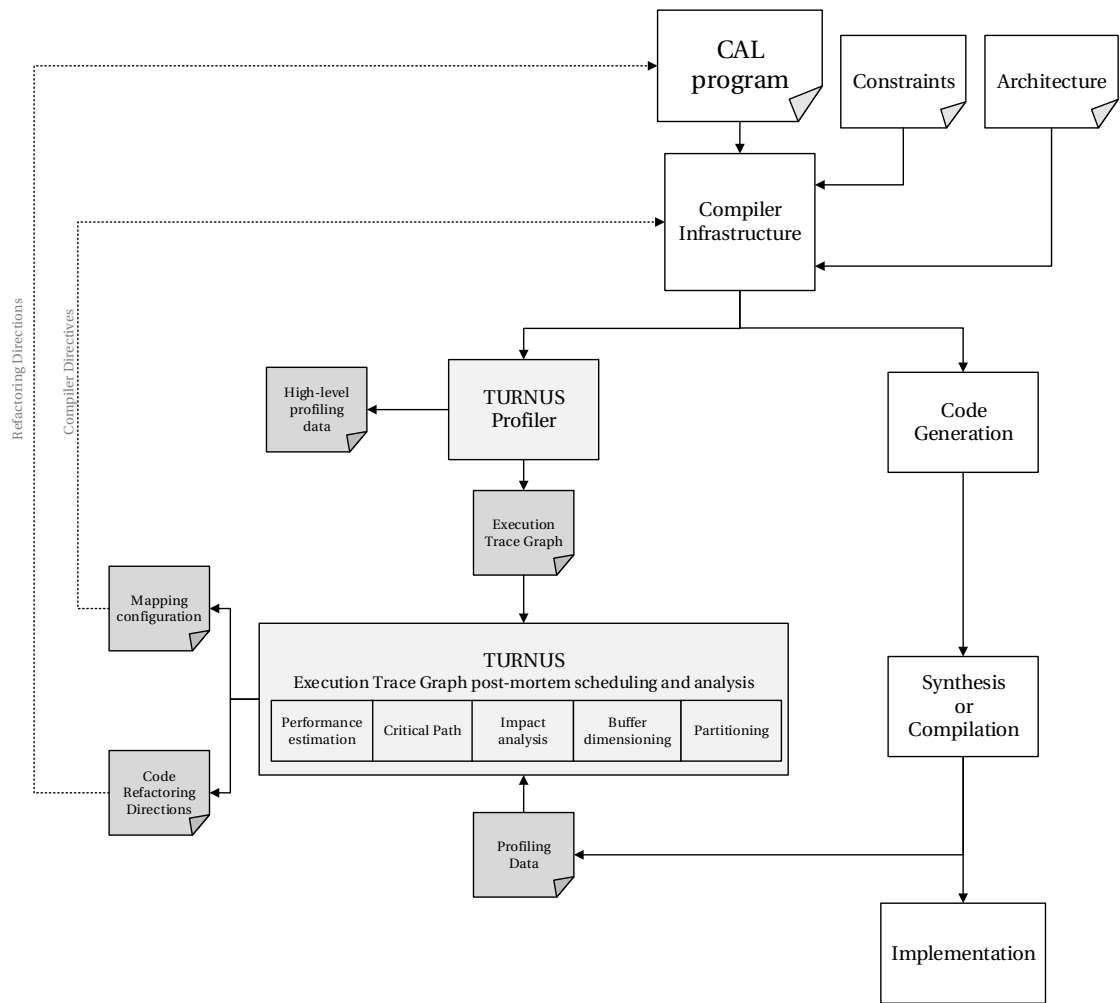 CAL
program
Constraints
Architecture
Compiler
Infrastructure
Refactoring Directions
Compiler Directives
High-level
profiling
data
TURNUS
Profiler
Code
Generation
Execution
Trace Graph
Mapping
configuration
TURNUS
Execution Trace Graph post-mortem scheduling and analysis
Performance
estimation
Critical Path
Impact
analysis
Buffer
dimensioning
Partitioning
Synthesis
or
Compilation
Code
Refactoring
Directions
Profiling
Data
Implementation